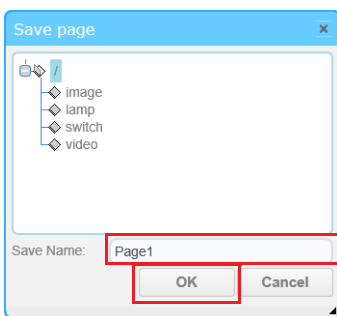 Save page
/
image
lamp
switch
video
Save Name: Page1
OK Cancel